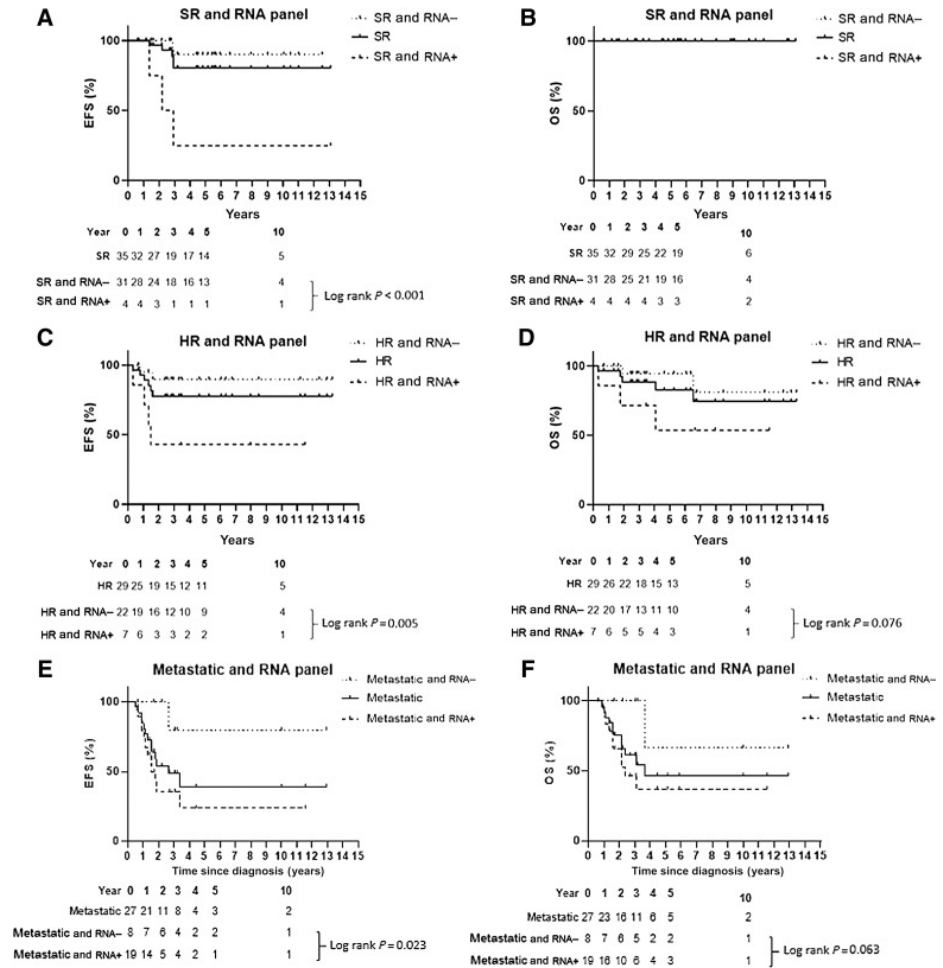 A
SR and RNA panel
SR and RNA−
SR
SR and RNA+
EFS (%)
100
50
0
0 1 2 3 4 5 6 7 8 9 10 11 12 13 14 15
Years
Year 0 1 2 3 4 5 10
SR 35 32 27 19 17 14 5
SR and RNA− 31 28 24 18 16 13 4
SR and RNA+ 4 4 3 1 1 1 1
Log rank P < 0.001
B
SR and RNA panel
SR and RNA−
SR
SR and RNA+
OS (%)
100
50
0
0 1 2 3 4 5 6 7 8 9 10 11 12 13 14 15
Years
Year 0 1 2 3 4 5 10
SR 35 32 29 25 22 19 6
SR and RNA− 31 28 25 21 19 16 4
SR and RNA+ 4 4 4 4 3 3 2
C
HR and RNA panel
HR and RNA−
HR
HR and RNA+
EFS (%)
100
50
0
0 1 2 3 4 5 6 7 8 9 10 11 12 13 14 15
Years
Year 0 1 2 3 4 5 10
HR 29 25 19 15 12 11 5
HR and RNA− 22 19 16 12 10 9 4
HR and RNA+ 7 6 3 3 2 2 1
Log rank P = 0.005
D
HR and RNA panel
HR and RNA−
HR
HR and RNA+
OS (%)
100
50
0
0 1 2 3 4 5 6 7 8 9 10 11 12 13 14 15
Years
Year 0 1 2 3 4 5 10
HR 29 26 22 18 15 13 5
HR and RNA− 22 20 17 13 11 10 4
HR and RNA+ 7 6 5 5 4 3 1
Log rank P = 0.076
E
Metastatic and RNA panel
Metastatic and RNA−
Metastatic
Metastatic and RNA+
EFS (%)
100
50
0
0 1 2 3 4 5 6 7 8 9 10 11 12 13 14 15
Time since diagnosis (years)
Year 0 1 2 3 4 5 10
Metastatic 27 21 11 8 4 3 2
Metastatic and RNA− 8 7 6 4 2 2 1
Metastatic and RNA+ 19 14 5 4 2 1 1
Log rank P = 0.023
F
Metastatic and RNA panel
Metastatic and RNA−
Metastatic
Metastatic and RNA+
OS (%)
100
50
0
0 1 2 3 4 5 6 7 8 9 10 11 12 13 14 15
Time since diagnosis (years)
Year 0 1 2 3 4 5 10
Metastatic 27 23 16 11 6 5 2
Metastatic and RNA− 8 7 6 5 2 2 1
Metastatic and RNA+ 19 16 10 6 4 3 1
Log rank P = 0.063